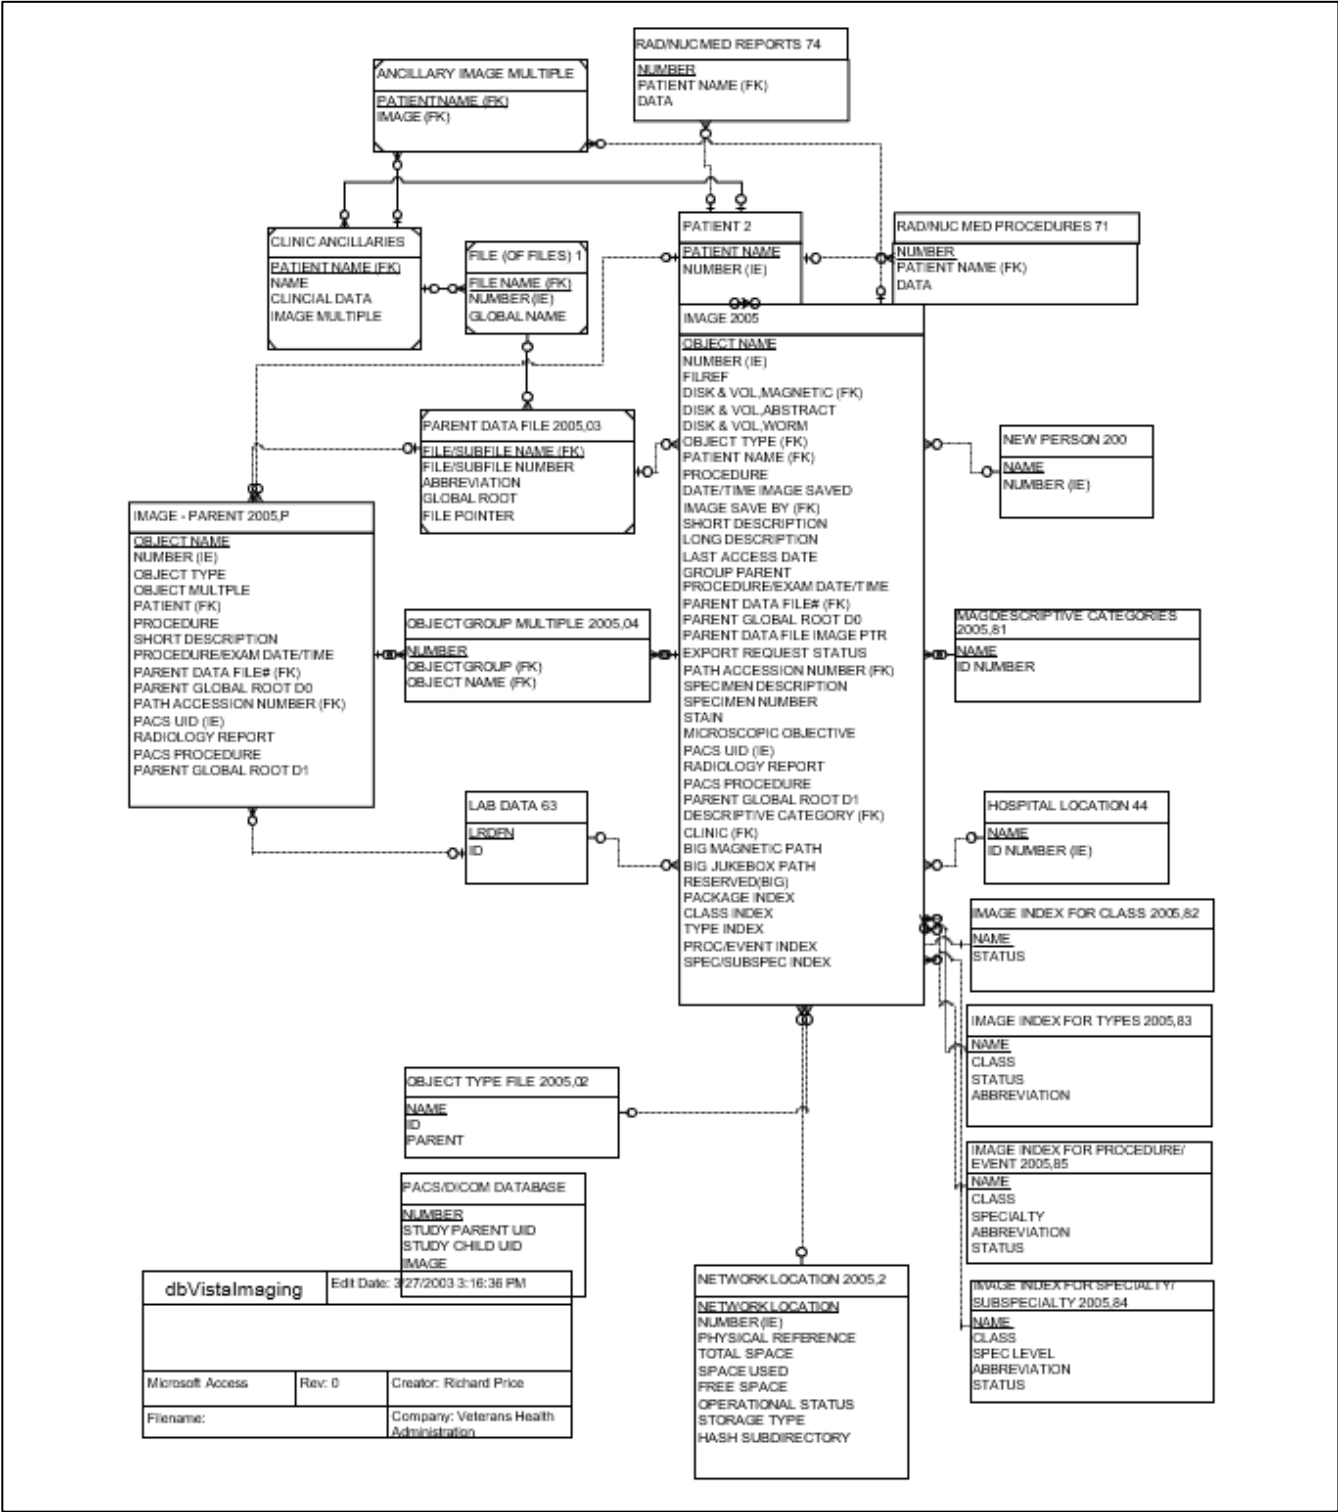 RAD/NUCMED REPORTS 74
NUMBER
PATIENT NAME (FK)
DATA
ANCILLARY IMAGE MULTIPLE
PATIENTNAME (FK)
IMAGE (FK)
CLINIC ANCILLARIES
PATIENT NAME (FK)
NAME
CLINCIAL DATA
IMAGE MULTIPLE
FILE (OF FILES) 1
FILE NAME (FK)
NUMBER (IE)
GLOBAL NAME
PATIENT 2
PATIENT NAME
NUMBER (IE)
RAD/NUC MED PROCEDURES 71
NUMBER
PATIENT NAME (FK)
DATA
IMAGE 2005
OBJECT NAME
NUMBER (IE)
FILREF
DISK & VOL,MAGNETIC (FK)
DISK & VOL,ABSTRACT
DISK & VOL,WORM
OBJECT TYPE (FK)
PATIENT NAME (FK)
PROCEDURE
DATE/TIME IMAGE SAVED
IMAGE SAVE BY (FK)
SHORT DESCRIPTION
LONG DESCRIPTION
LAST ACCESS DATE
GROUP PARENT
PROCEDURE/EXAM DATE/TIME
PARENT DATA FILE# (FK)
PARENT GLOBAL ROOT D0
PARENT DATA FILE IMAGE PTR
EXPORT REQUEST STATUS
PATH ACCESSION NUMBER (FK)
SPECIMEN DESCRIPTION
SPECIMEN NUMBER
STAIN
MICROSCOPIC OBJECTIVE
PACS UID (IE)
RADIOLOGY REPORT
PACS PROCEDURE
PARENT GLOBAL ROOT D1
DESCRIPTIVE CATEGORY (FK)
CLINIC (FK)
BIG MAGNETIC PATH
BIG JUKEBOX PATH
RESERVED(BIG)
PACKAGE INDEX
CLASS INDEX
TYPE INDEX
PROC/EVENT INDEX
SPEC/SUBSPEC INDEX
PARENT DATA FILE 2005,03
FILE/SUBFILE NAME (FK)
FILE/SUBFILE NUMBER
ABBREVIATION
GLOBAL ROOT
FILE POINTER
NEW PERSON 200
NAME
NUMBER (IE)
IMAGE - PARENT 2005,P
OBJECT NAME
NUMBER (IE)
OBJECT TYPE
OBJECT MULTPLE
PATIENT (FK)
PROCEDURE
SHORT DESCRIPTION
PROCEDURE/EXAM DATE/TIME
PARENT DATA FILE# (FK)
PARENT GLOBAL ROOT D0
PATH ACCESSION NUMBER (FK)
PACS UID (IE)
RADIOLOGY REPORT
PACS PROCEDURE
PARENT GLOBAL ROOT D1
OBJECTGROUP MULTIPLE 2005,04
NUMBER
OBJECTGROUP (FK)
OBJECT NAME (FK)
MAGDESCRIPTIVE CATEGORIES
2005,81
NAME
ID NUMBER
LAB DATA 63
LRDFN
ID
HOSPITAL LOCATION 44
NAME
ID NUMBER (IE)
IMAGE INDEX FOR CLASS 2005,82
NAME
STATUS
IMAGE INDEX FOR TYPES 2005,83
NAME
CLASS
STATUS
ABBREVIATION
OBJECT TYPE FILE 2005,02
NAME
ID
PARENT
IMAGE INDEX FOR PROCEDURE/
EVENT 2005,85
NAME
CLASS
SPECIALTY
ABBREVIATION
STATUS
PACS/DICOM DATABASE
NUMBER
STUDY PARENT UID
STUDY CHILD UID
IMAGE
NETWORK LOCATION 2005,2
NETWORK LOCATION
NUMBER (IE)
PHYSICAL REFERENCE
TOTAL SPACE
SPACE USED
FREE SPACE
OPERATIONAL STATUS
STORAGE TYPE
HASH SUBDIRECTORY
IMAGE INDEX FOR SPECIALTY/
SUBSPECIALTY 2005,84
NAME
CLASS
SPEC LEVEL
ABBREVIATION
STATUS
dbVistaImaging
Edit Date: 3/27/2003 3:16:36 PM
Microsoft Access
Rev: 0
Creator: Richard Price
Filename:
Company: Veterans Health
Administration